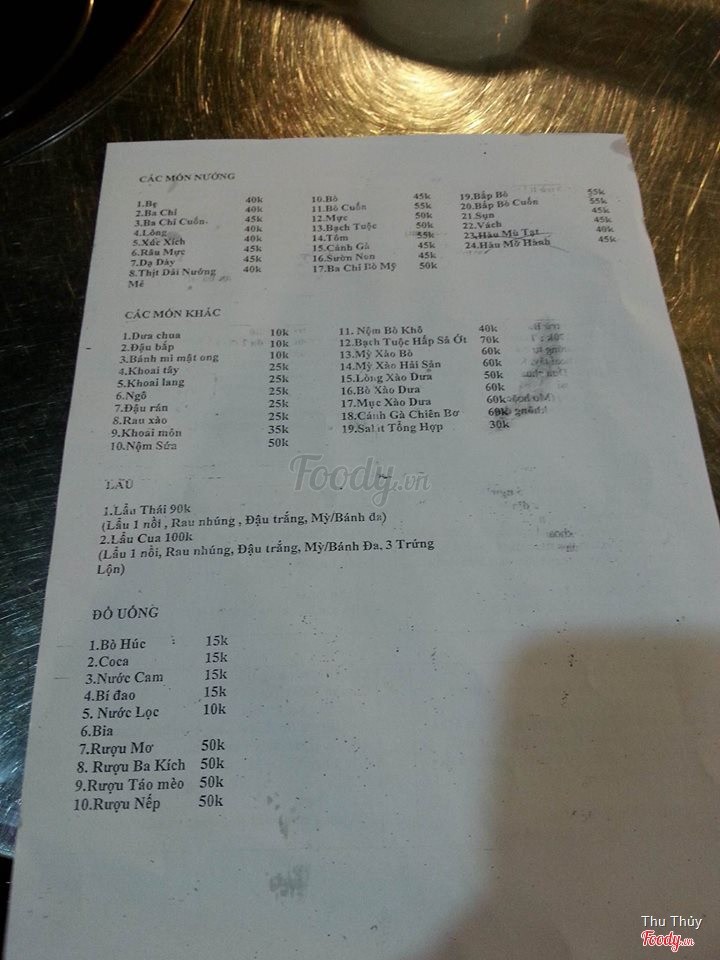 CÁC MÓN NƯỚNG
1.Bẹ 40k
2.Ba Chỉ 40k
3.Ba Chỉ Cuốn. 45k
4.Lòng 40k
5.Xúc Xích 40k
6.Râu Mực 45k
7.Dạ Dày 45k
8.Thịt Dải Nướng 40k
Mẻ
10.Bò 45k
11.Bò Cuốn 55k
12.Mực 50k
13.Bạch Tuộc 45k
14.Tôm 55k
15.Cánh Gà 45k
16.Sườn Non 45k
17.Ba Chỉ Bò Mỹ 50k
19.Bắp Bò 55k
20.Bắp Bò Cuốn 55k
21.Sụn 45k
22.Vách 45k
23.Hàu Mù Tạt 40k
24.Hàu Mỡ Hành 45k
CÁC MÓN KHÁC
1.Dưa chua 10k
2.Đậu bắp 10k
3.Bánh mì mật ong 10k
4.Khoai tây 25k
5.Khoai lang 25k
6.Ngô 25k
7.Đậu rán 25k
8.Rau xào 25k
9.Khoai môn 35k
10.Nộm Sứa 50k
11. Nộm Bò Khô 40k
12.Bạch Tuộc Hấp Sả Ớt 70k
13.Mỳ Xào Bò 60k
14.Mỳ Xào Hải Sản 60k
15.Lòng Xào Dưa 50k
16.Bò Xào Dưa 60k
17.Mực Xào Dưa 60k
18.Cánh Gà Chiên Bơ 60k
19.Salat Tổng Hợp 30k
Foody.vn
LẨU
1.Lẩu Thái 90k
(Lẩu 1 nồi , Rau nhúng , Đậu trắng, Mỳ/Bánh đa)
2.Lẩu Cua 100k
(Lẩu 1 nồi, Rau nhúng, Đậu trắng, Mỳ/Bánh Đa, 3 Trứng
Lộn)
ĐỒ UỐNG
1.Bò Húc 15k
2.Coca 15k
3.Nước Cam 15k
4.Bí đao 15k
5. Nước Lọc 10k
6.Bia
7.Rượu Mơ 50k
8. Rượu Ba Kích 50k
9.Rượu Táo mèo 50k
10.Rượu Nếp 50k
Thu Thủy
Foody.vn